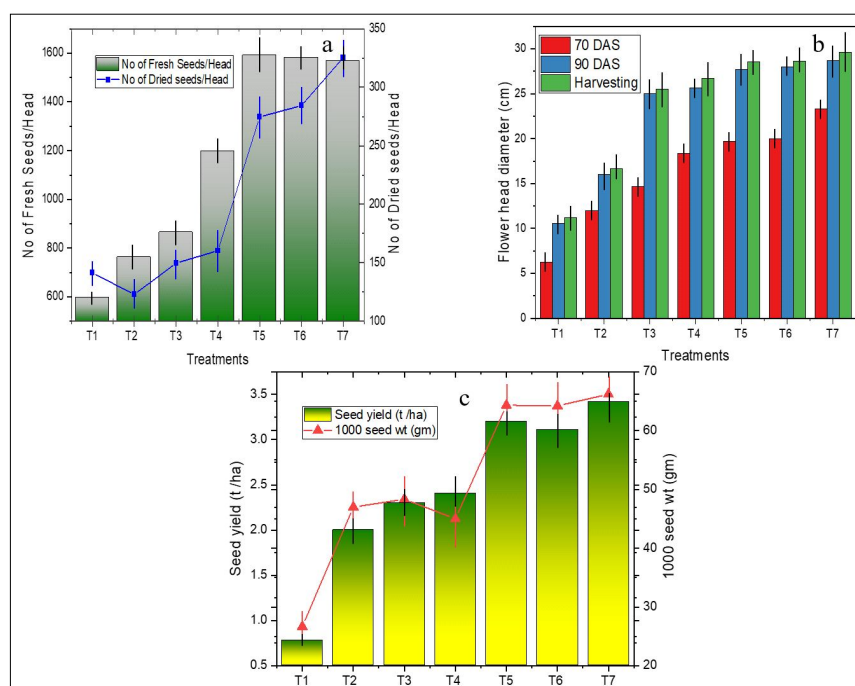 a
No of Fresh Seeds/Head
No of Dried seeds/Head
1600
1400
1200
1000
800
600
350
300
250
200
150
100
No of Fresh Seeds/Head
No of Dried seeds/Head
T1 T2 T3 T4 T5 T6 T7
Treatments
b
70 DAS
90 DAS
Harvesting
30
25
20
15
10
5
0
Flower head diameter (cm)
T1 T2 T3 T4 T5 T6 T7
Treatments
c
Seed yield (t /ha)
1000 seed wt (gm)
3.5
3.0
2.5
2.0
1.5
1.0
0.5
70
60
50
40
30
20
Seed yield (t /ha)
1000 seed wt (gm)
T1 T2 T3 T4 T5 T6 T7